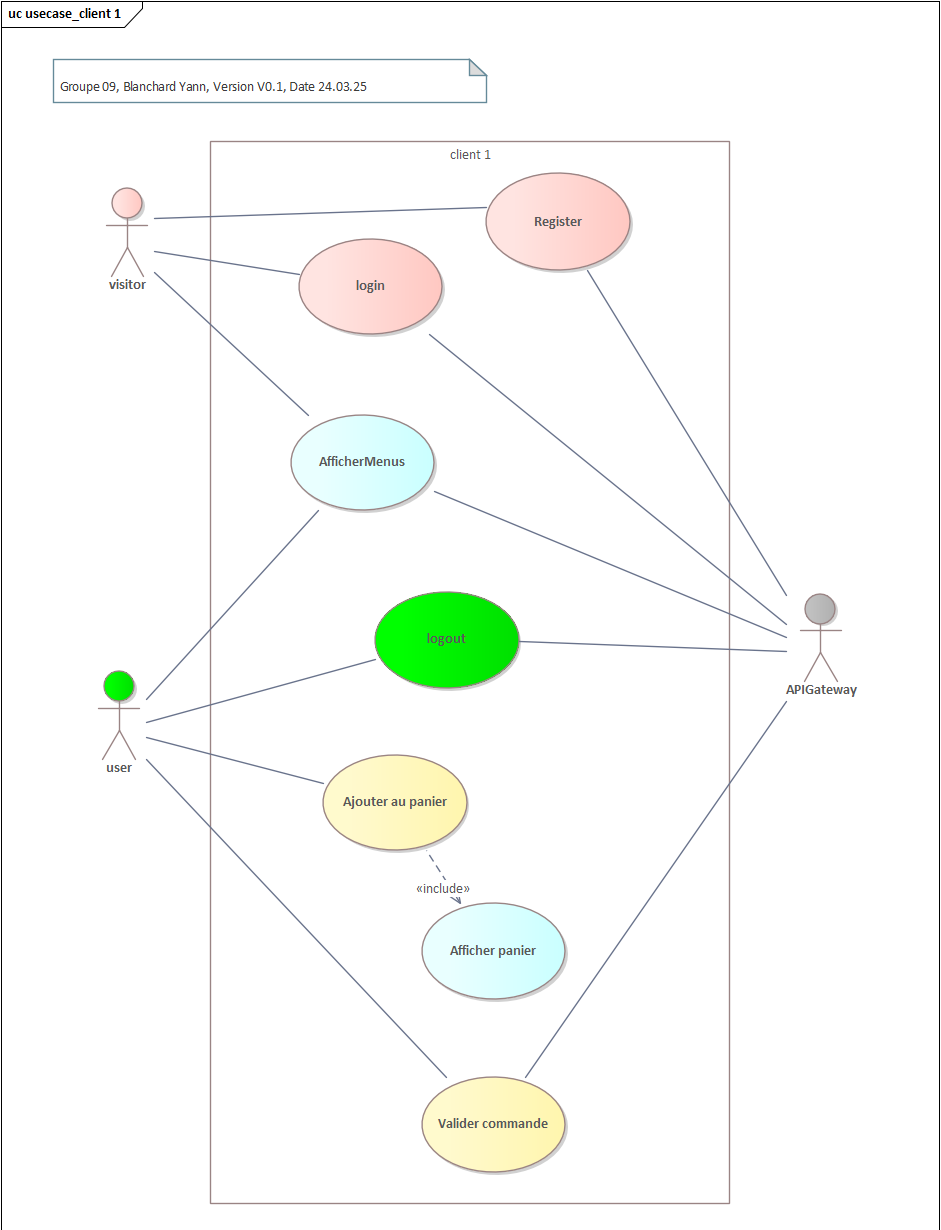 uc usecase_client 1
Groupe 09, Blanchard Yann, Version V0.1, Date 24.03.25
client 1
Register
visitor
login
AfficherMenus
logout
APIGateway
user
Ajouter au panier
«include»
Afficher panier
Valider commande